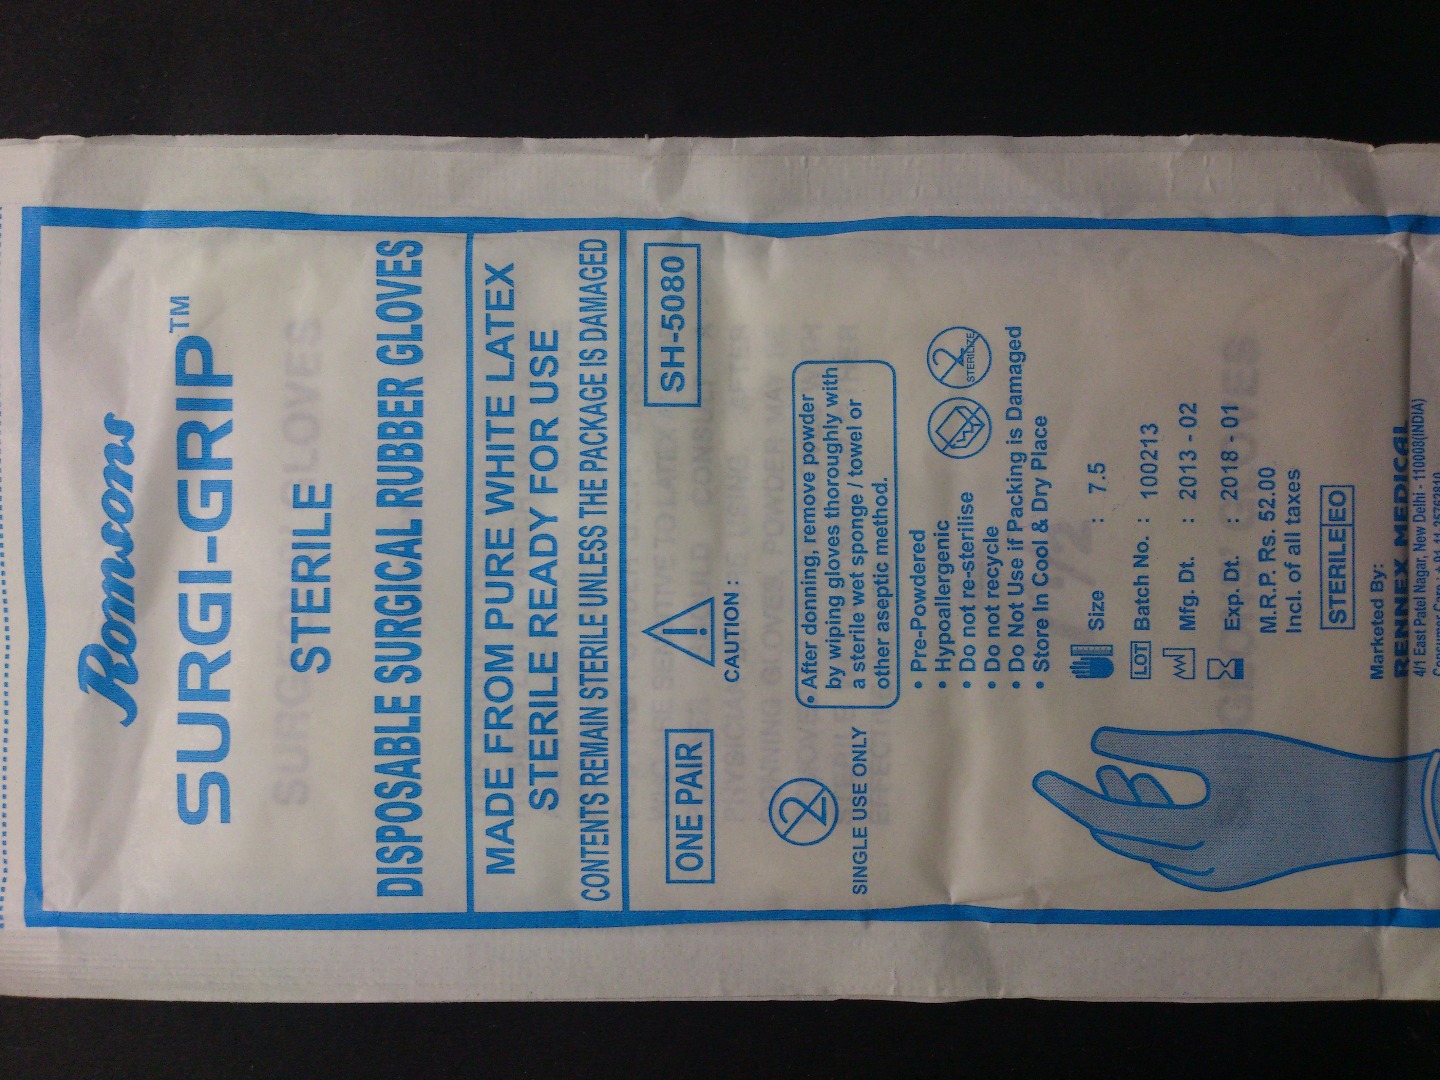 Romsons
SURGI-GRIP™
STERILE
DISPOSABLE SURGICAL RUBBER GLOVES
MADE FROM PURE WHITE LATEX
STERILE READY FOR USE
CONTENTS REMAIN STERILE UNLESS THE PACKAGE IS DAMAGED
ONE PAIR
SH-5080
CAUTION :
2
SINGLE USE ONLY
• After donning, remove powder
by wiping gloves thoroughly with
a sterile wet sponge / towel or
other aseptic method.
2
STERILIZE
• Pre-Powdered
• Hypoallergenic
• Do not re-sterilise
• Do not recycle
• Do Not Use if Packing is Damaged
• Store In Cool & Dry Place
Size : 7.5
LOT Batch No. : 100213
Mfg. Dt. : 2013 - 02
Exp. Dt. : 2018 - 01
M.R.P. Rs. 52.00
Incl. of all taxes
STERILE EO
Marketed By:
RENNEX MEDICAL
4/1 East Patel Nagar, New Delhi - 110008(INDIA)